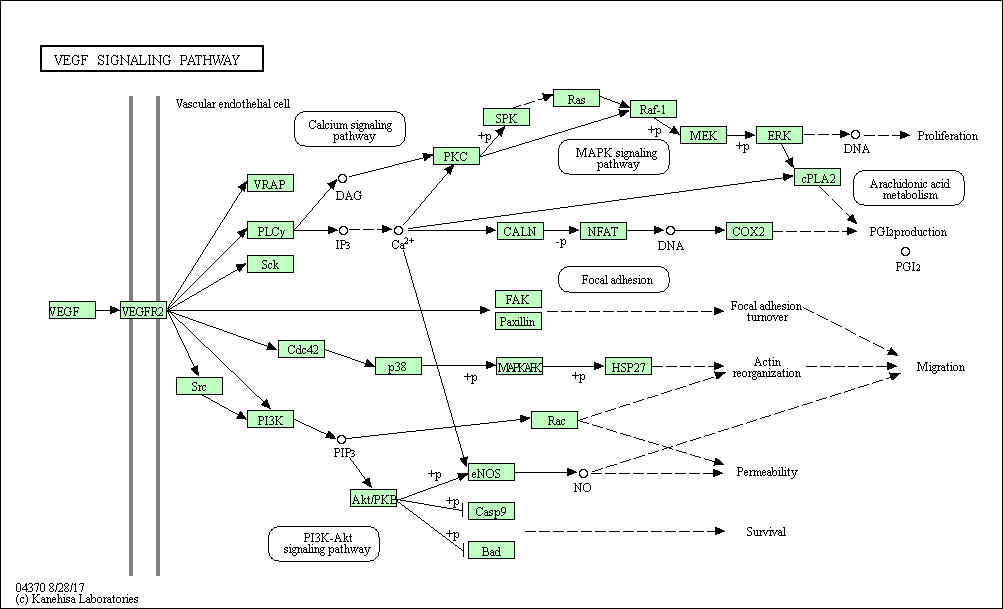 VEGF SIGNALING PATHWAY
Vascular endothelial cell
Calcium signaling
pathway
SPK
Ras
Raf-1
+p
+p
MEK
+p
ERK
DNA
Proliferation
PKC
MAPK signaling
pathway
VRAP
DAG
cPLA2
Arachidonic acid
metabolism
PLCγ
IP3
Ca2+
CALN
-p
NFAT
DNA
COX2
PGI2production
PGI2
Sck
Focal adhesion
VEGF
VEGFR2
FAK
Paxillin
Focal adhesion
turnover
Cdc42
p38
+p
MAPKAPK
+p
HSP27
Actin
reorganization
Migration
Src
PI3K
PIP3
Rac
eNOS
NO
Permeability
+p
Akt/PKB
+p
Casp9
+p
Bad
Survival
PI3K-Akt
signaling pathway
04370 8/28/17
(c) Kanehisa Laboratories